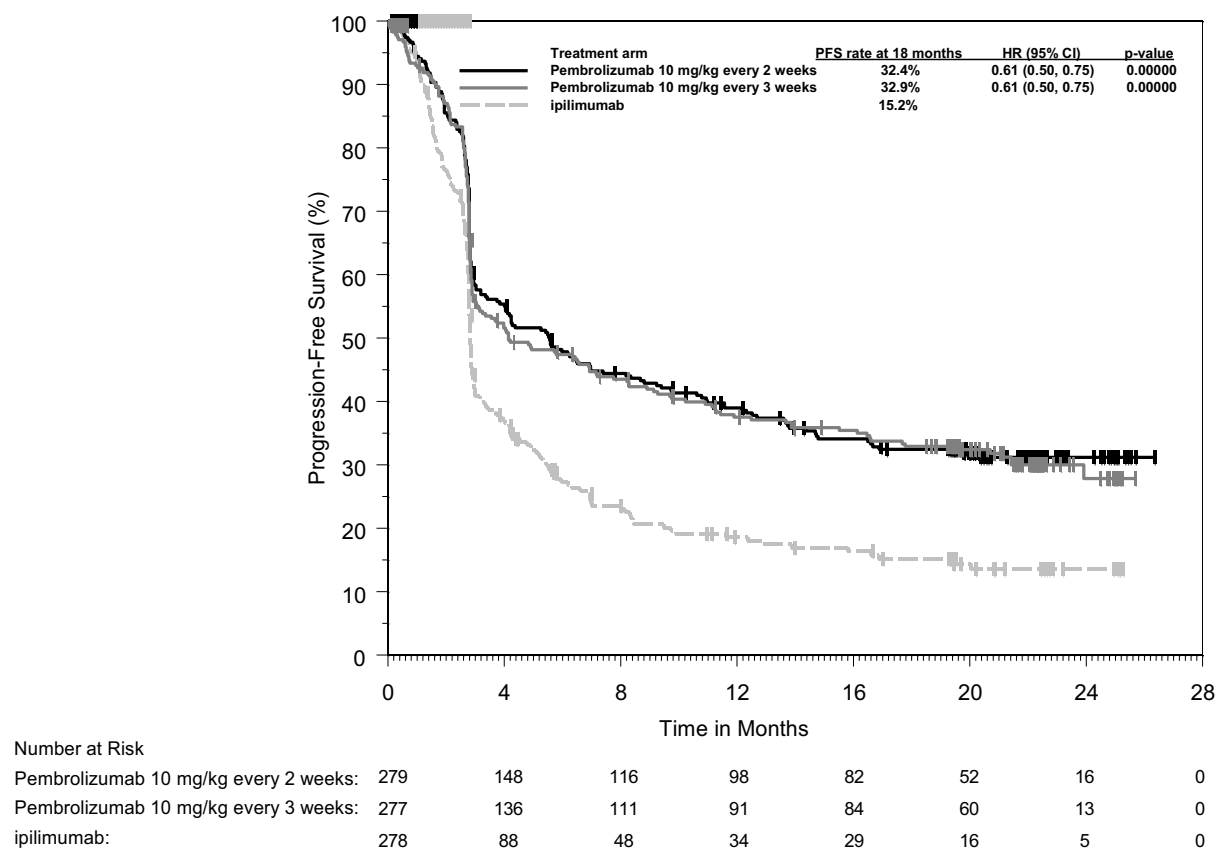 Treatment arm PFS rate at 18 months HR (95% CI) p-value
Pembrolizumab 10 mg/kg every 2 weeks 32.4% 0.61 (0.50, 0.75) 0.00000
Pembrolizumab 10 mg/kg every 3 weeks 32.9% 0.61 (0.50, 0.75) 0.00000
ipilimumab 15.2%
Progression-Free Survival (%)
100
90
80
70
60
50
40
30
20
10
0
0 4 8 12 16 20 24 28
Time in Months
Number at Risk
Pembrolizumab 10 mg/kg every 2 weeks: 279 148 116 98 82 52 16 0
Pembrolizumab 10 mg/kg every 3 weeks: 277 136 111 91 84 60 13 0
ipilimumab: 278 88 48 34 29 16 5 0